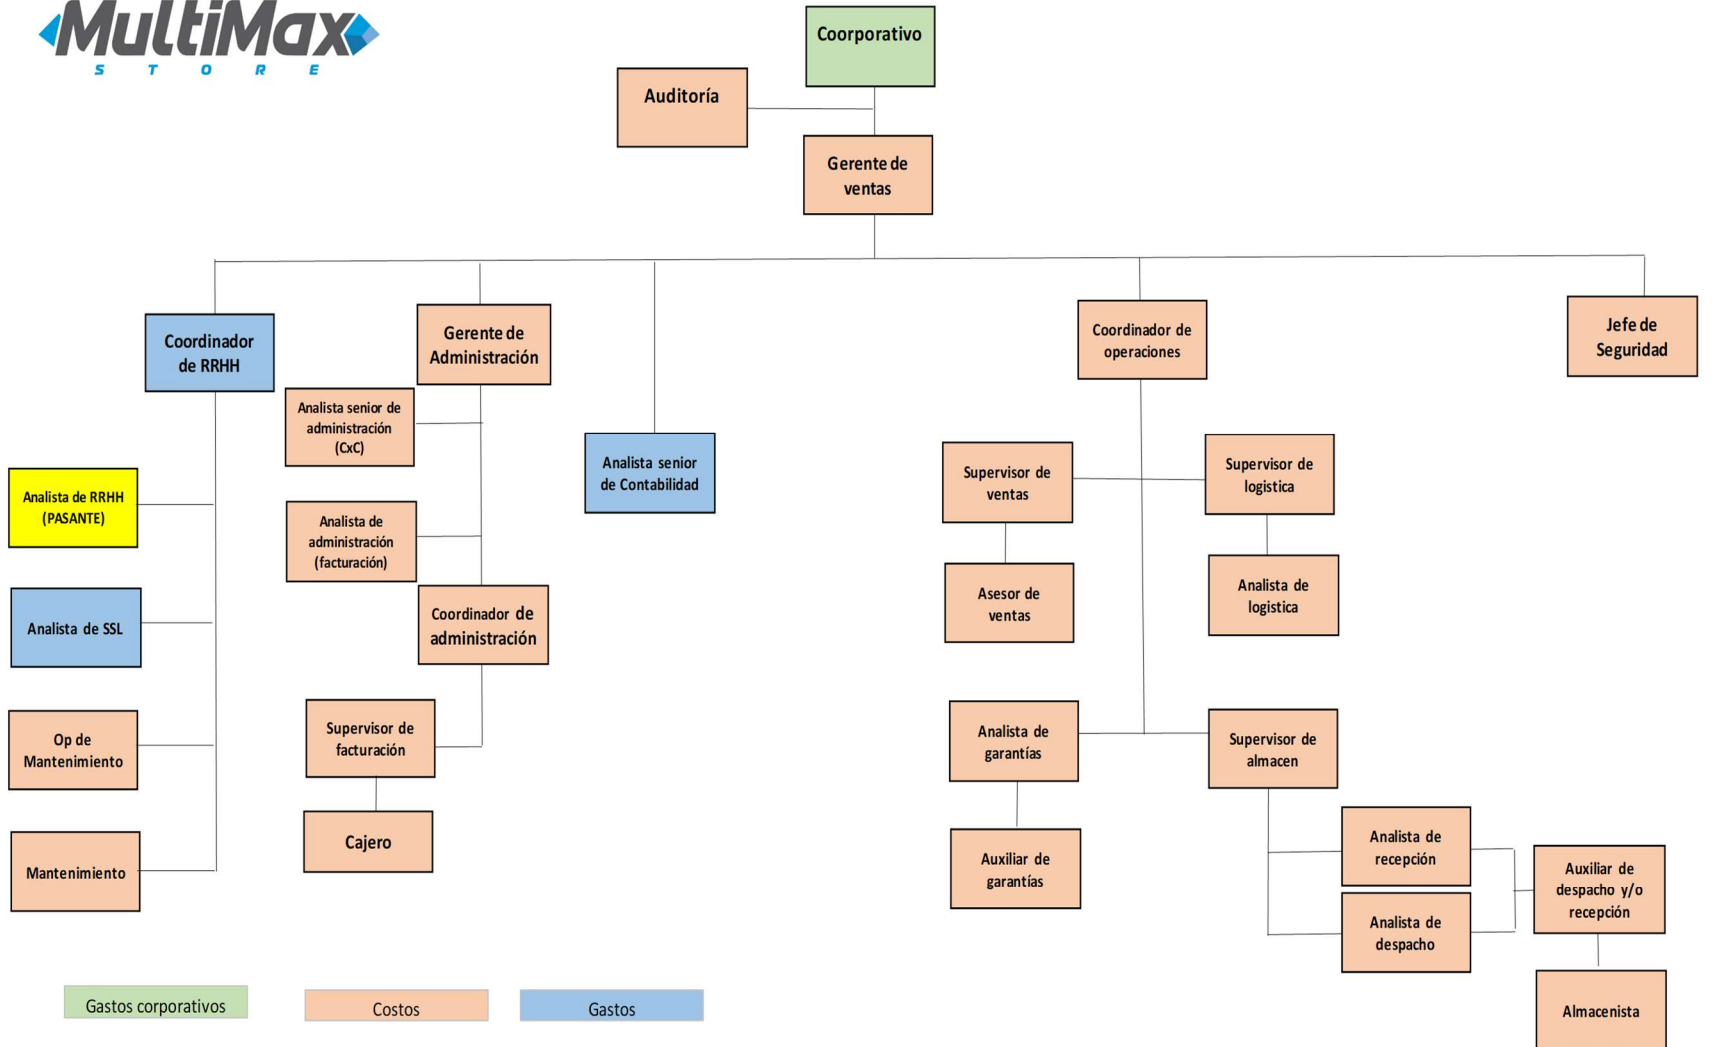 MultiMax
STORE
Coorporativo
Auditoría
Gerente de
ventas
Coordinador
de RRHH
Gerente de
Administración
Coordinador de
operaciones
Jefe de
Seguridad
Analista senior de
administración
(CxC)
Analista senior
de Contabilidad
Supervisor de
ventas
Supervisor de
logistica
Analista de RRHH
(PASANTE)
Analista de
administración
(facturación)
Asesor de
ventas
Analista de
logistica
Analista de SSL
Coordinador de
administración
Op de
Mantenimiento
Supervisor de
facturación
Analista de
garantías
Supervisor de
almacen
Mantenimiento
Cajero
Auxiliar de
garantías
Analista de
recepción
Analista de
despacho
Auxiliar de
despacho y/o
recepción
Almacenista
Gastos corporativos
Costos
Gastos